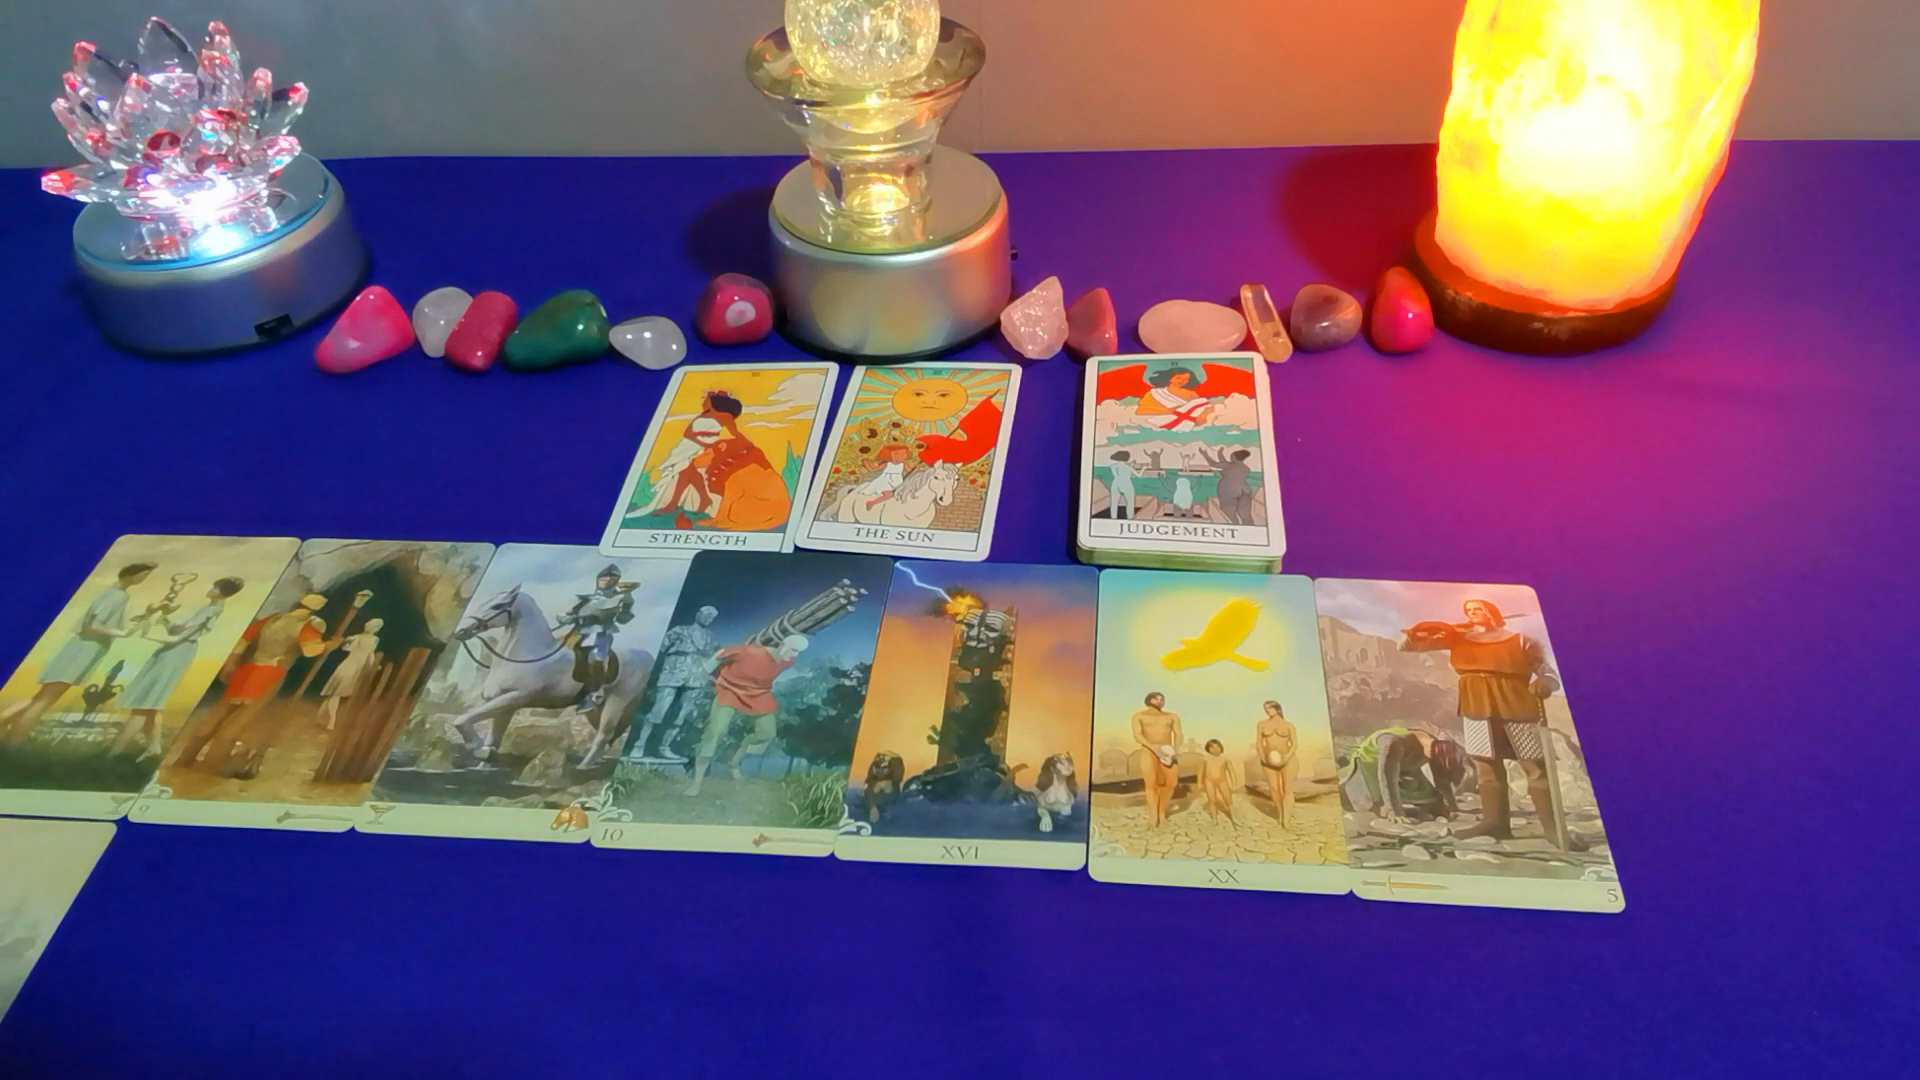 STRENGTH
THE SUN
JUDGEMENT
9
10
XVI
XX
5